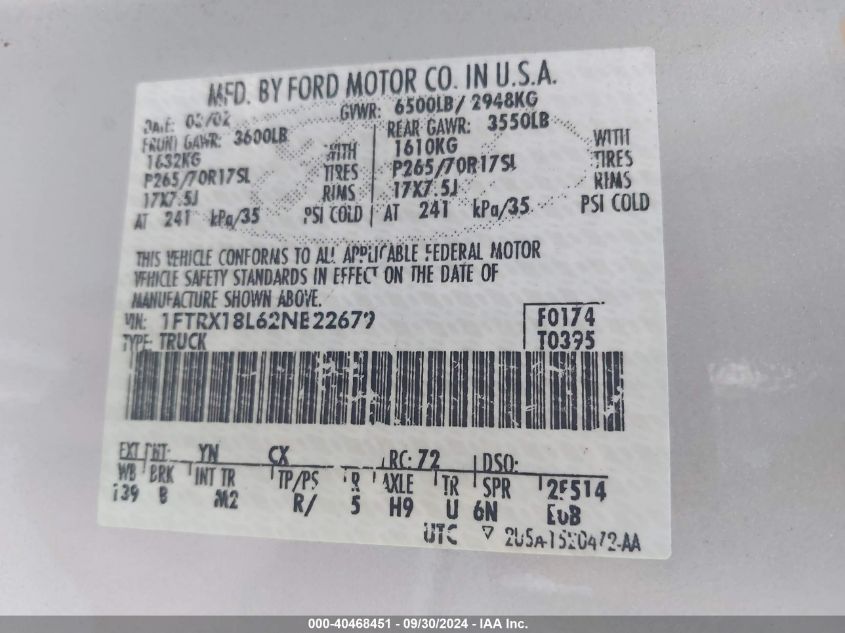 MFD. BY FORD MOTOR CO. IN U.S.A.
DATE: 03/02 GVWR: 6500LB/ 2948KG
FRONT GAWR: 3600LB REAR GAWR: 3550LB
1632KG WITH 1610KG WITH
P265/70R17SL TIRES P265/70R17SL TIRES
17X7.5J RIMS 17X7.5J RIMS
AT 241 kPa/35 PSI COLD AT 241 kPa/35 PSI COLD
THIS VEHICLE CONFORMS TO ALL APPLICABLE FEDERAL MOTOR
VEHICLE SAFETY STANDARDS IN EFFECT ON THE DATE OF
MANUFACTURE SHOWN ABOVE.
VIN: 1FTRX18L62NB22679 F0174
TYPE: TRUCK T0395
EXT PNT: YN CX RC: 72 DSO:
WB BRK INT TR TP/PS R AXLE TR SPR 2F514
139 B M2 R/ 5 H9 U 6N
UTC
000-40468451 - 09/30/2024 - IAA Inc.